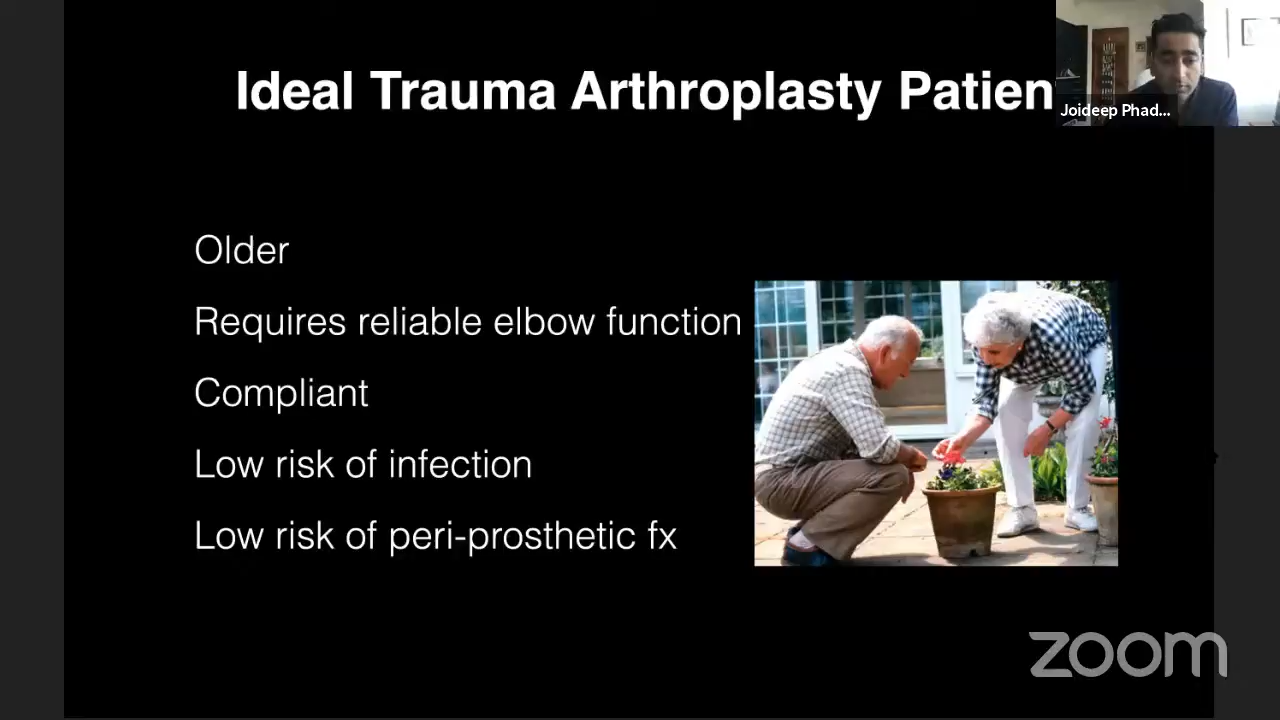 Ideal Trauma Arthroplasty Patien
Joideep Phad...
Older
Requires reliable elbow function
Compliant
Low risk of infection
Low risk of peri-prosthetic fx
zoom